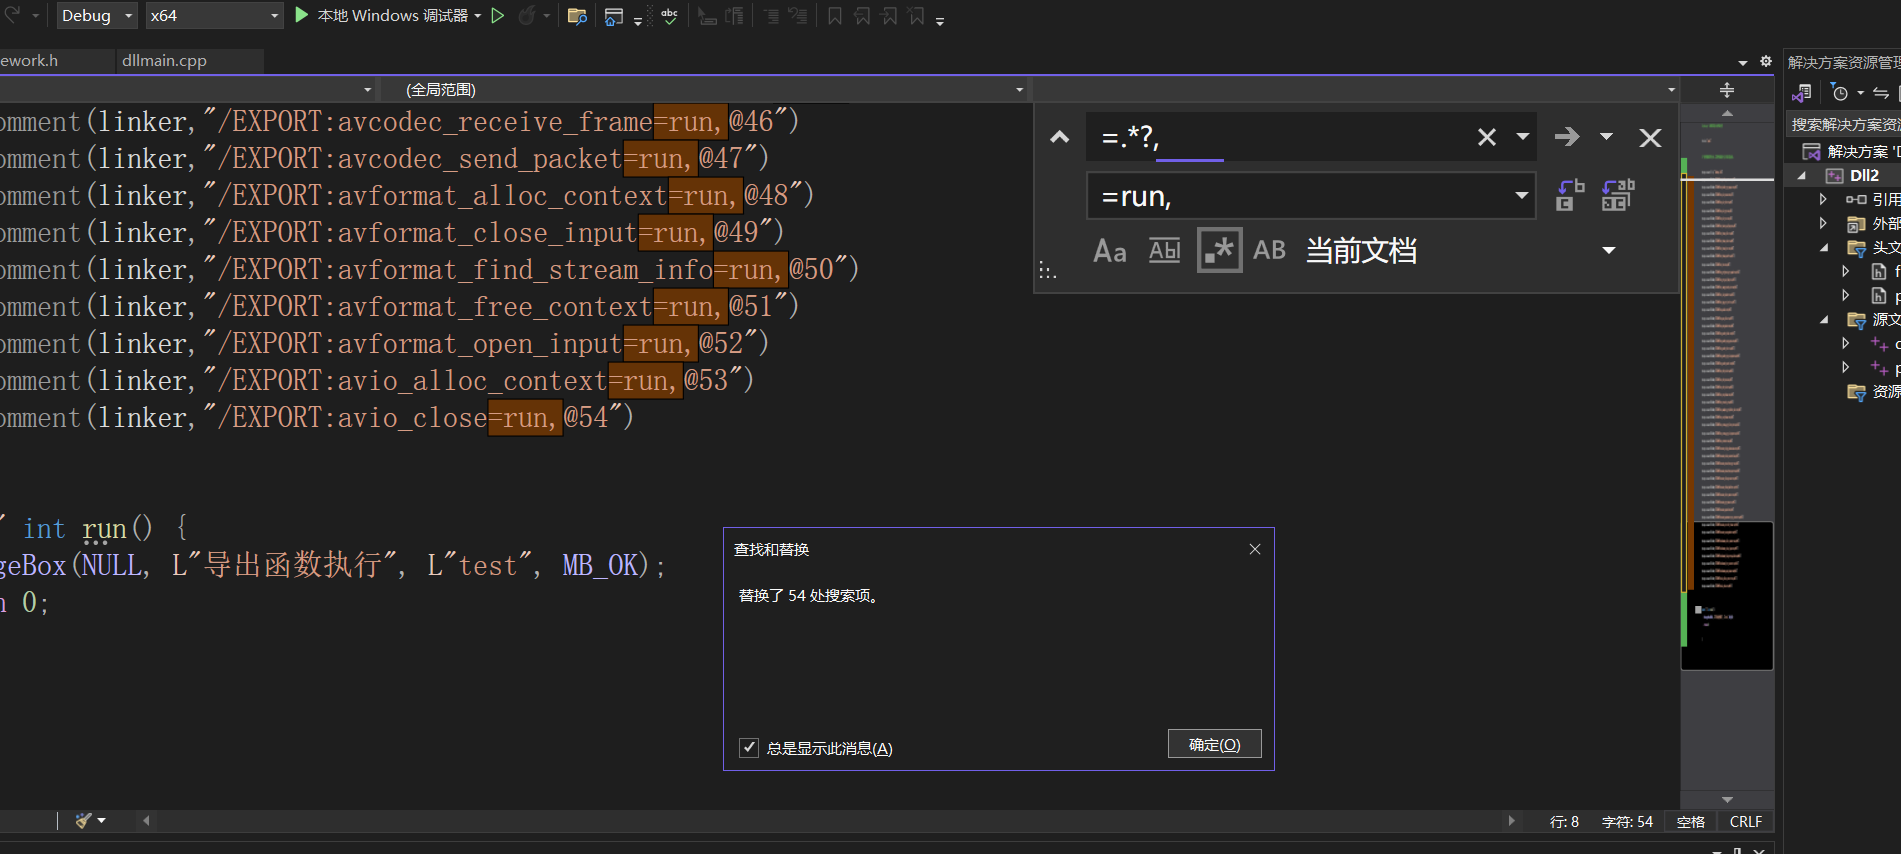 Debug
x64
本地 Windows 调试器
abc
ework.h
dllmain.cpp
(全局范围)
解决方案资源管理
搜索解决方案资源
omment(linker,"/EXPORT:avcodec_receive_frame=run,@46")
omment(linker,"/EXPORT:avcodec_send_packet=run,@47")
omment(linker,"/EXPORT:avformat_alloc_context=run,@48")
omment(linker,"/EXPORT:avformat_close_input=run,@49")
omment(linker,"/EXPORT:avformat_find_stream_info=run,@50")
omment(linker,"/EXPORT:avformat_free_context=run,@51")
omment(linker,"/EXPORT:avformat_open_input=run,@52")
omment(linker,"/EXPORT:avio_alloc_context=run,@53")
omment(linker,"/EXPORT:avio_close=run,@54")
" int run() {
geBox(NULL, L"导出函数执行", L"test", MB_OK);
n 0;
=.*?,
=run,
Aa
Abl
.*
AB
当前文档
解决方案 'D
Dll2
引用
外部
头文
f
p
源文
d
p
资源
查找和替换
替换了 54 处搜索项。
总是显示此消息(A)
确定(O)
行: 8
字符: 54
空格
CRLF